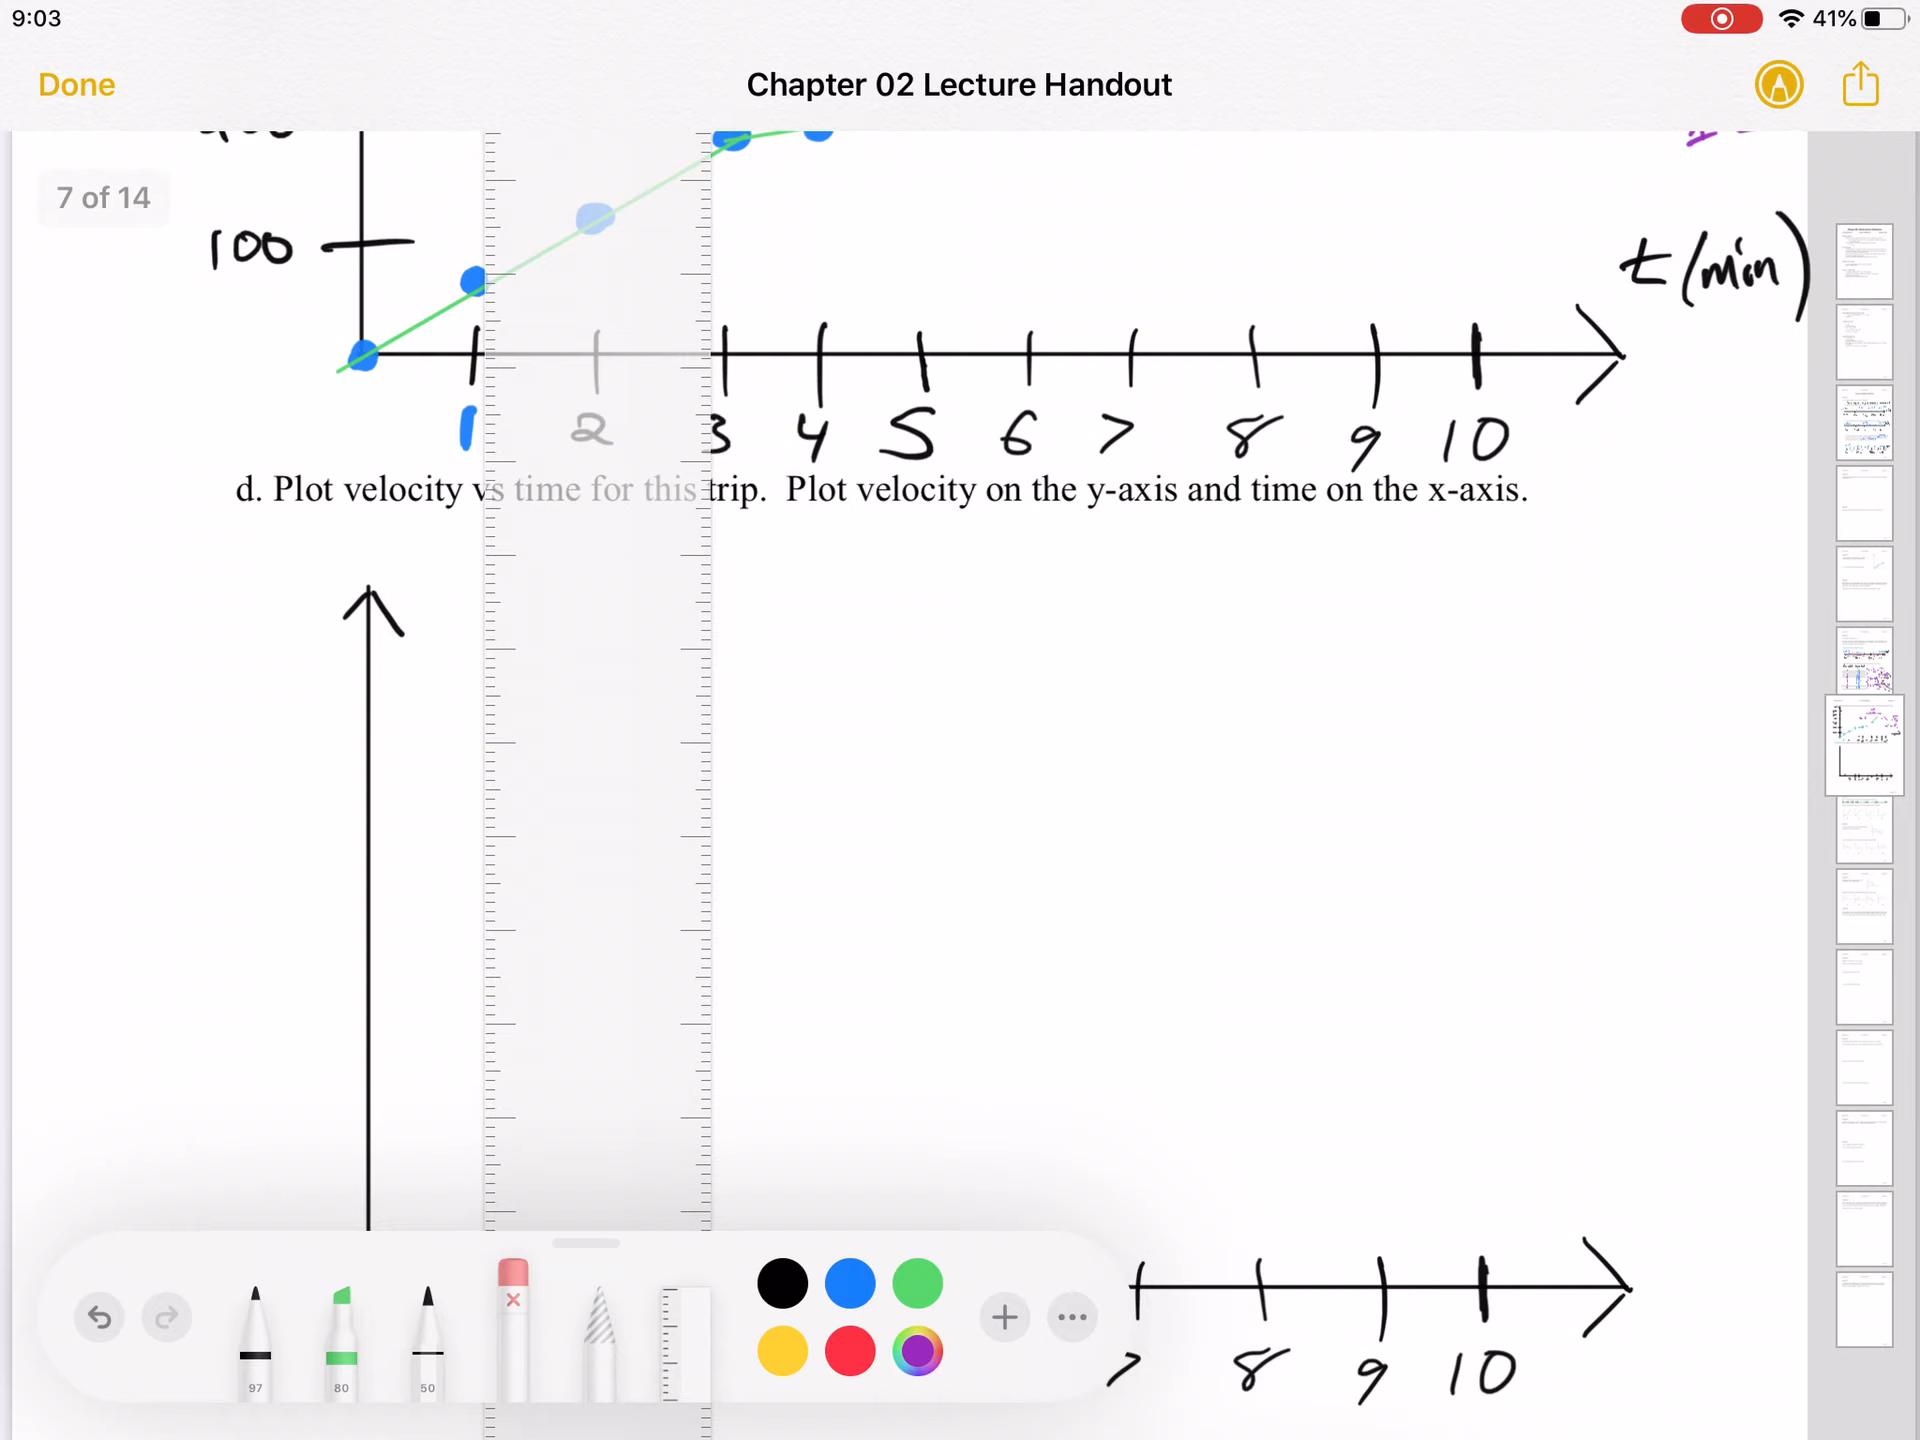 9:03
41%
Done
Chapter 02 Lecture Handout
7 of 14
100
t (min)
1 2 3 4 5 6 7 8 9 10
d. Plot velocity vs time for this trip. Plot velocity on the y-axis and time on the x-axis.
7 8 9 10
97 80 50